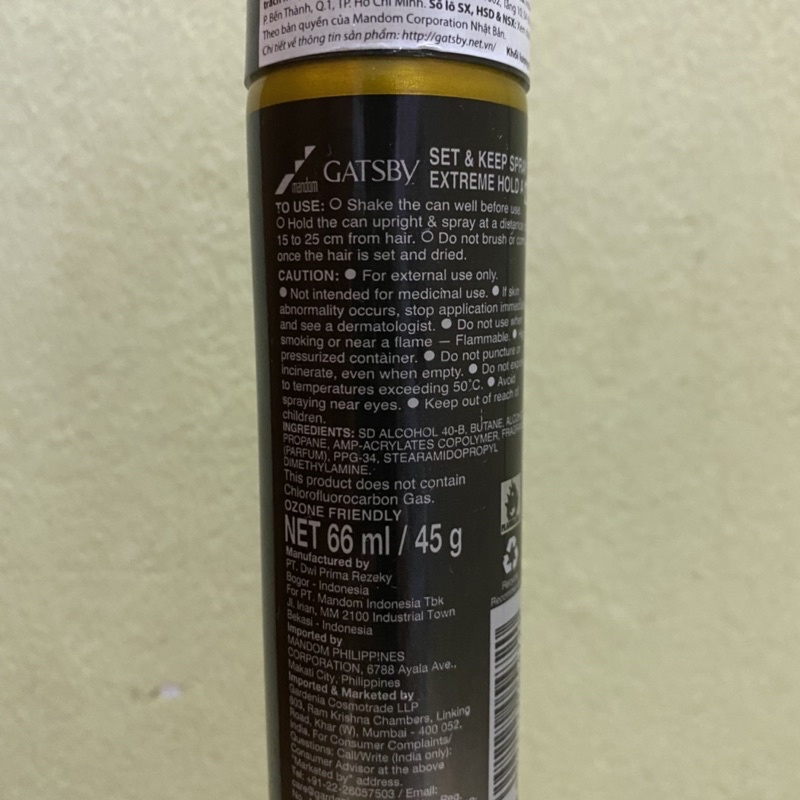 P. Bến Thành, Q.1, TP. Hồ Chí Minh. Số lô SX, HSD & NSX:
Theo bản quyền của Mandom Corporation Nhật Bản.
Chi tiết về thông tin sản phẩm: http://gatsby.net.vn/
mandom GATSBY
SET & KEEP SPRAY
EXTREME HOLD
TO USE: O Shake the can well before use.
O Hold the can upright & spray at a distance
15 to 25 cm from hair. O Do not brush or
once the hair is set and dried.
CAUTION: ● For external use only.
● Not intended for medicinal use. ● If skin
abnormality occurs, stop application
and see a dermatologist. ● Do not use
smoking or near a flame — Flammable. ●
pressurized container. ● Do not puncture or
incinerate, even when empty. ● Do not
to temperatures exceeding 50°C. ● Avoid
spraying near eyes. ● Keep out of reach of
children.
INGREDIENTS: SD ALCOHOL 40-B, BUTANE,
PROPANE, AMP-ACRYLATES COPOLYMER,
(PARFUM), PPG-34, STEARAMIDOPROPYL
DIMETHYLAMINE.
This product does not contain
Chlorofluorocarbon Gas.
OZONE FRIENDLY
NET 66 ml / 45 g
Manufactured by
PT. Dwi Prima Rezeky
Bogor - Indonesia
For PT. Mandom Indonesia Tbk
Jl. Irian, MM 2100 Industrial Town
Bekasi - Indonesia
Imported by
MANDOM PHILIPPINES
CORPORATION, 6788 Ayala Ave.,
Makati City, Philippines
Imported & Marketed by
Gardenia Cosmotrade LLP
603, Ram Krishna Chambers, Linking
Road, Khar (W), Mumbai - 400 052,
India. For Consumer Complaints/
Questions: Call/Write (India only):
Consumer Advisor at the above
"Marketed by" address.
Tel: +91-22-26057503 / Email: